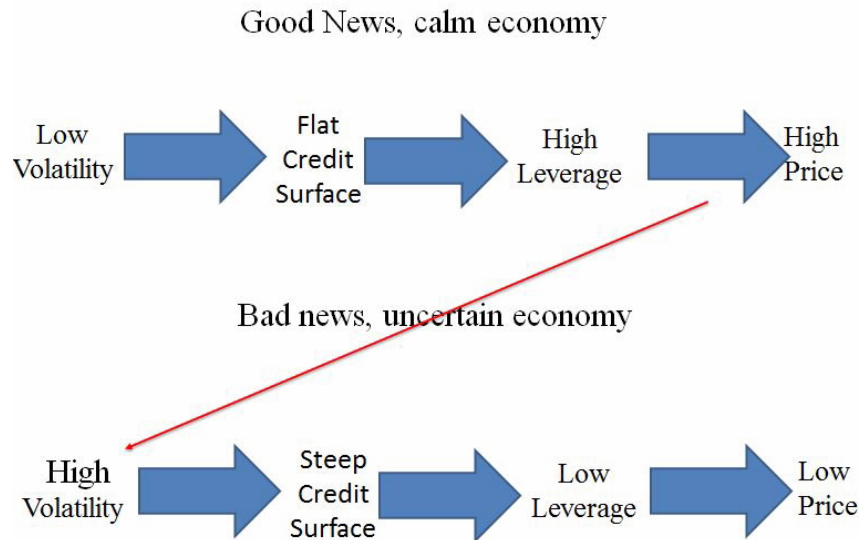 Good News, calm economy
Low
Volatility
Flat
Credit
Surface
High
Leverage
High
Price
Bad news, uncertain economy
High
Volatility
Steep
Credit
Surface
Low
Leverage
Low
Price